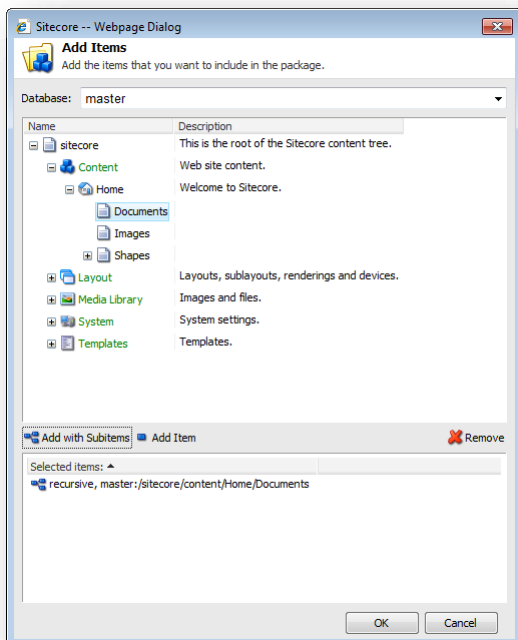 Sitecore -- Webpage Dialog
Add Items
Add the items that you want to include in the package.
Database: master
Name Description
sitecore This is the root of the Sitecore content tree.
Content Web site content.
Home Welcome to Sitecore.
Documents
Images
Shapes
Layout Layouts, sublayouts, renderings and devices.
Media Library Images and files.
System System settings.
Templates Templates.
Add with Subitems Add Item Remove
Selected items:
recursive, master:/sitecore/content/Home/Documents
OK Cancel